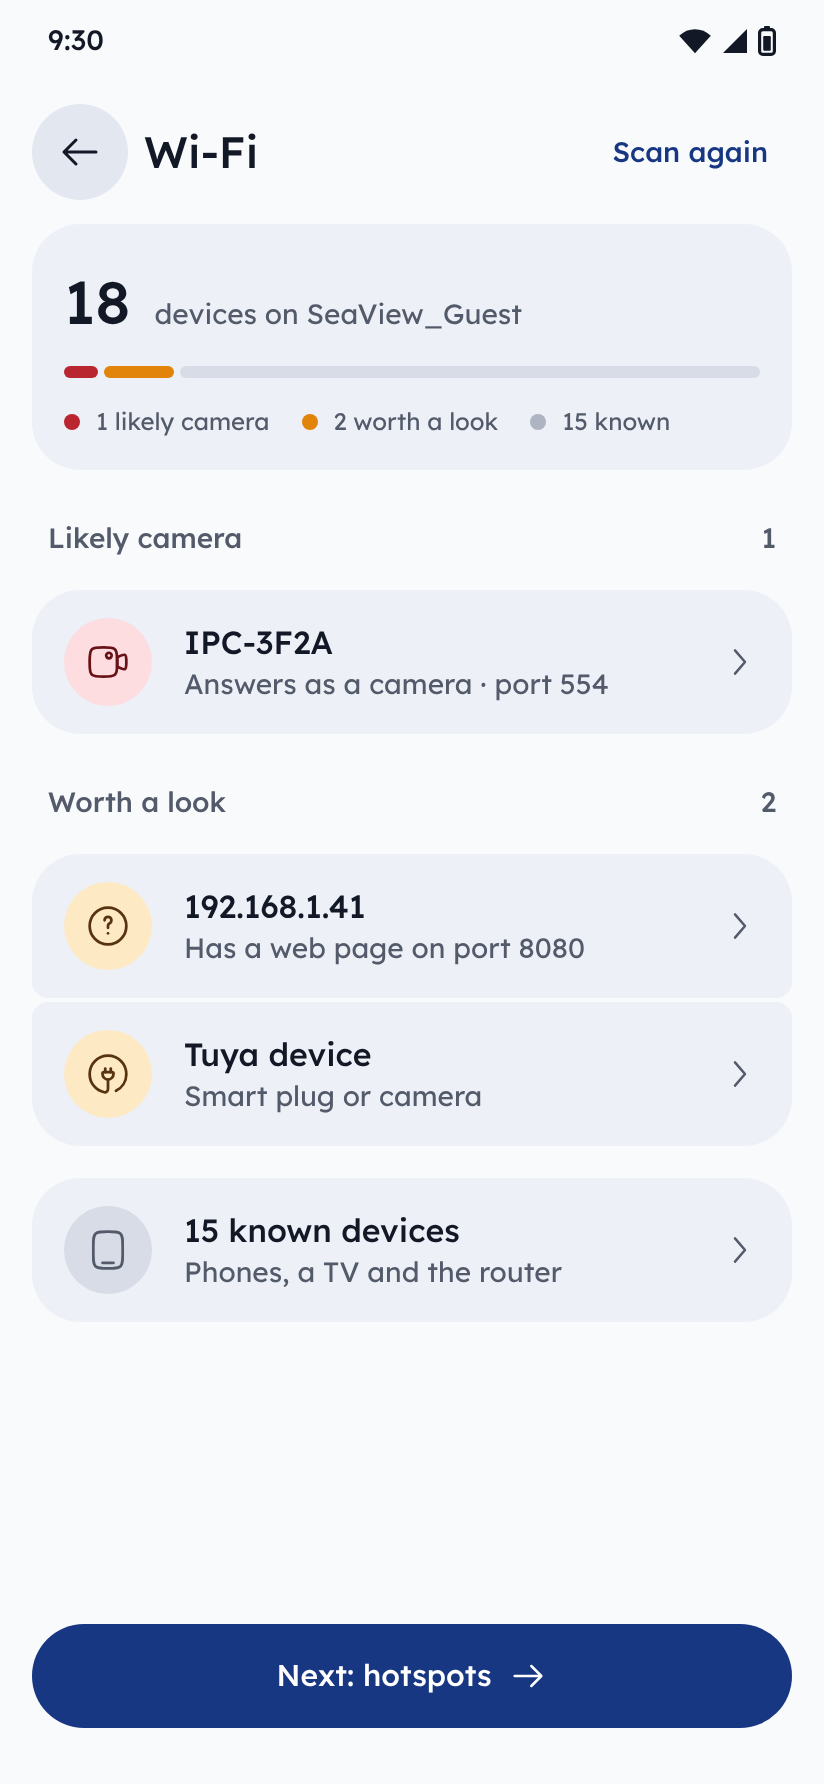 9:30
Wi-Fi
Scan again
18 devices on SeaView_Guest
1 likely camera 2 worth a look 15 known
Likely camera 1
IPC-3F2A
Answers as a camera · port 554
Worth a look 2
192.168.1.41
Has a web page on port 8080
Tuya device
Smart plug or camera
15 known devices
Phones, a TV and the router
Next: hotspots →